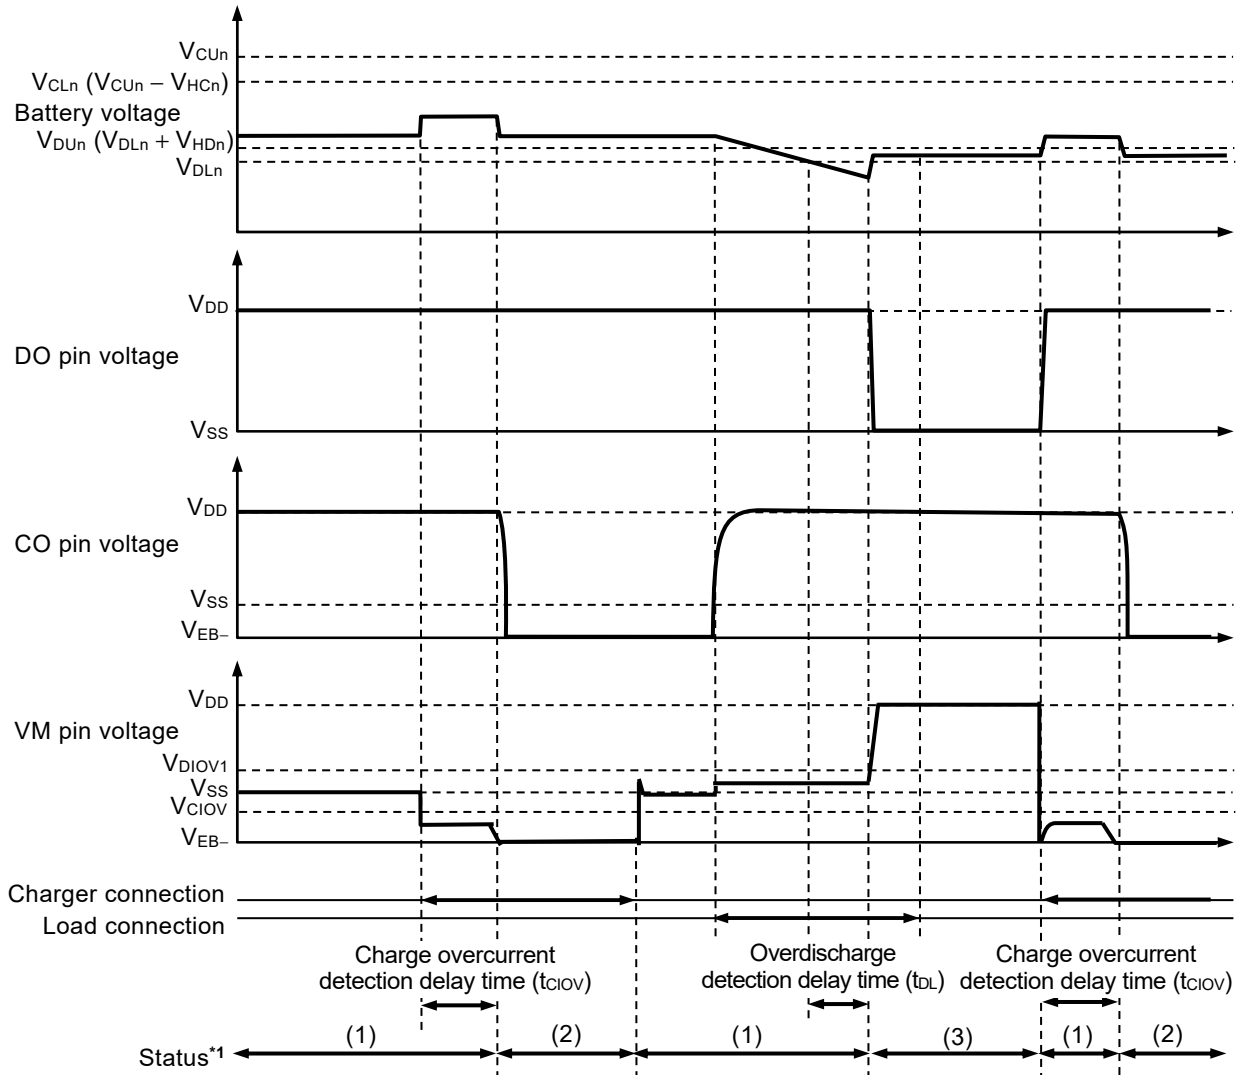 VCUn
VCLn (VCUn − VHCn)
Battery voltage
VDUn (VDLn + VHDn)
VDLn
VDD
DO pin voltage
VSS
VDD
CO pin voltage
VSS
VEB−
VDD
VM pin voltage
VDIOV1
VSS
VCIOV
VEB−
Charger connection
Load connection
Charge overcurrent
detection delay time (tCIOV)
Overdischarge
detection delay time (tDL)
Charge overcurrent
detection delay time (tCIOV)
Status*1
(1)
(2)
(1)
(3)
(1)
(2)